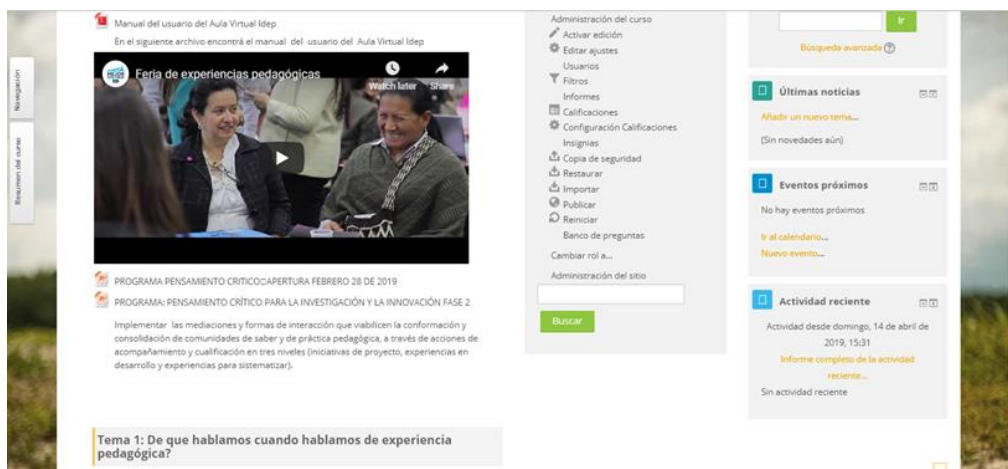 Navegación
Resumen del curso
Manual del usuario del Aula Virtual Idep
En el siguiente archivo encontrá el manual del usuario del Aula Virtual Idep
Feria de experiencias pedagógicas
Watch later
Share
PROGRAMA PENSAMIENTO CRITICO APERTURA FEBRERO 28 DE 2019
PROGRAMA: PENSAMIENTO CRÍTICO PARA LA INVESTIGACIÓN Y LA INNOVACIÓN FASE 2
Implementar las mediaciones y formas de interacción que viabilicen la conformación y
consolidación de comunidades de saber y de práctica pedagógica, a través de acciones de
acompañamiento y cualificación en tres niveles (iniciativas de proyecto, experiencias en
desarrollo y experiencias para sistematizar).
Tema 1: De que hablamos cuando hablamos de experiencia
pedagógica?
Administración del curso
Activar edición
Editar ajustes
Usuarios
Filtros
Informes
Calificaciones
Configuración Calificaciones
Insignias
Copia de seguridad
Restaurar
Importar
Publicar
Reiniciar
Banco de preguntas
Cambiar rol a...
Administración del sitio
Buscar
Ir
Búsqueda avanzada
Últimas noticias
Añadir un nuevo tema...
(Sin novedades aún)
Eventos próximos
No hay eventos próximos
Ir al calendario...
Nuevo evento...
Actividad reciente
Actividad desde domingo, 14 de abril de
2019, 15:31
Informe completo de la actividad
reciente...
Sin actividad reciente